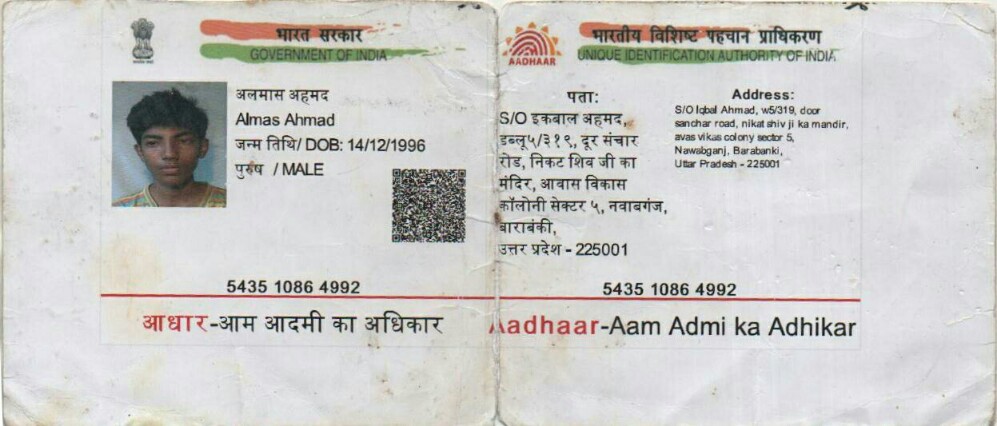 भारत सरकार
GOVERNMENT OF INDIA
अलमास अहमद
Almas Ahmad
जन्म तिथि/ DOB: 14/12/1996
पुरुष / MALE
5435 1086 4992
आधार-आम आदमी का अधिकार
AADHAAR
भारतीय विशिष्ट पहचान प्राधिकरण
UNIQUE IDENTIFICATION AUTHORITY OF INDIA
पता:
S/O इकबाल अहमद,
डब्लू५/३१९, दूर संचार
रोड, निकट शिव जी का
मंदिर, आवास विकास
कॉलोनी सेक्टर ५, नवाबगंज,
बाराबंकी,
उत्तर प्रदेश - 225001
Address:
S/O Iqbal Ahmad, w5/319, door
sanchar road, nikat shiv ji ka mandir,
avas vikas colony sector 5,
Nawabganj, Barabanki,
Uttar Pradesh - 225001
5435 1086 4992
Aadhaar-Aam Admi ka Adhikar